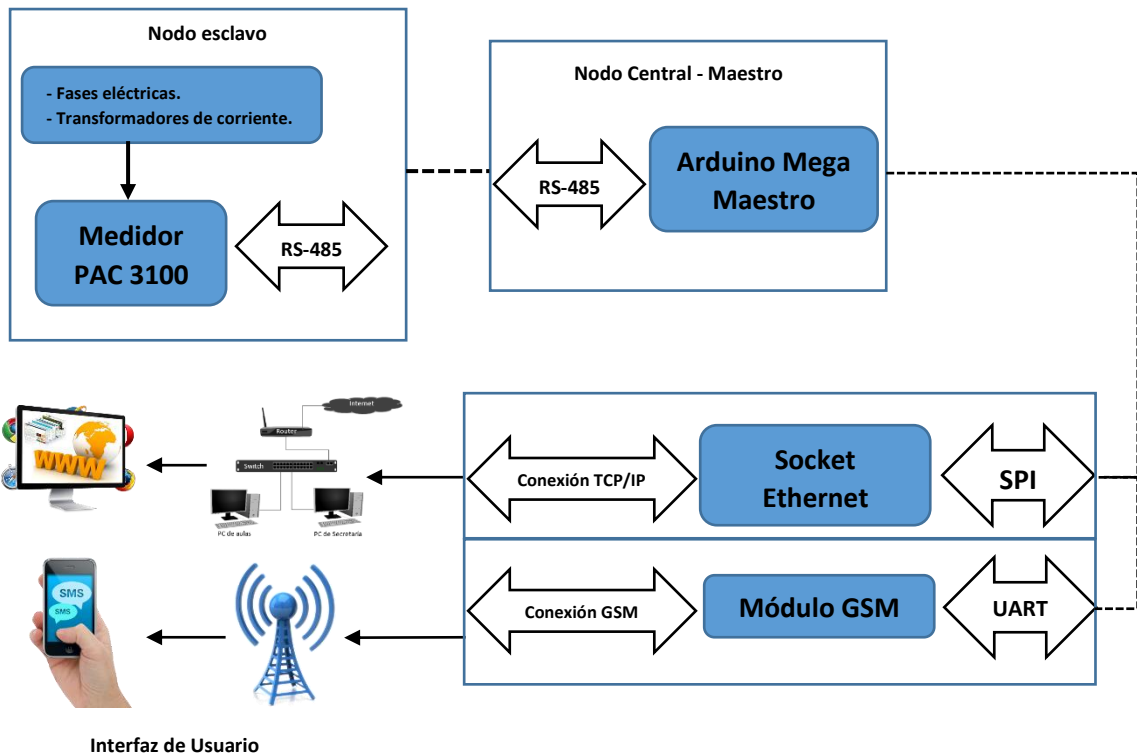 Nodo esclavo
- Fases eléctricas.
- Transformadores de corriente.
Medidor
PAC 3100
RS-485
Nodo Central - Maestro
RS-485
Arduino Mega
Maestro
WWW
Internet
Router
Switch
PC de aulas
PC de Secretaría
Conexión TCP/IP
Socket
Ethernet
SPI
SMS
SMS
Conexión GSM
Módulo GSM
UART
Interfaz de Usuario